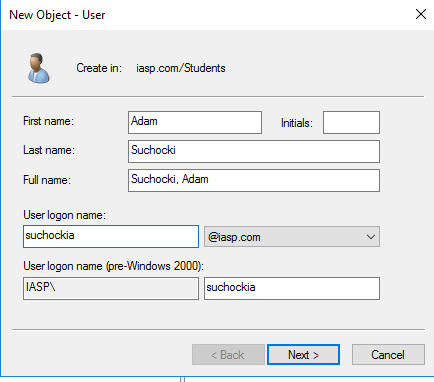 New Object - User
Create in: iasp.com/Students
First name: Adam Initials:
Last name: Suchocki
Full name: Suchocki, Adam
User logon name:
suchockia @iasp.com
User logon name (pre-Windows 2000):
IASP\ suchockia
< Back Next > Cancel